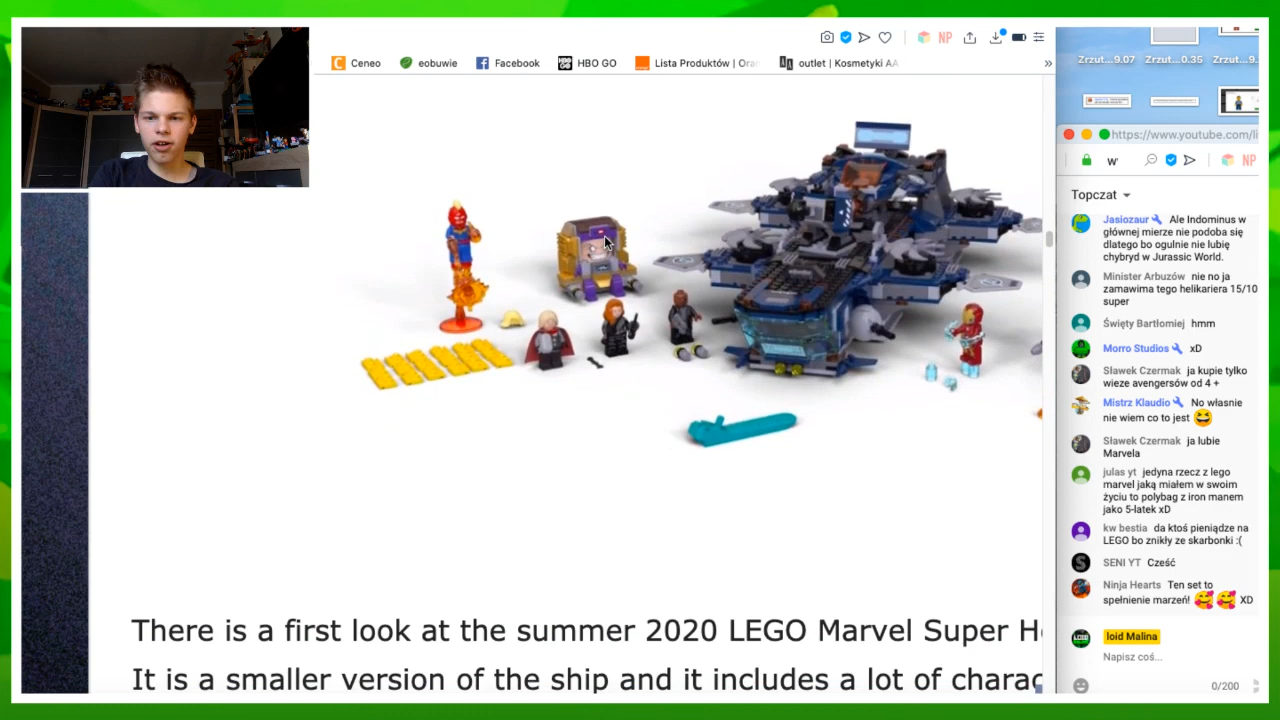 NP
Ceneo
eobuwie
Facebook
HBO GO
HBO GO
Lista Produktów | Ora
outlet | Kosmetyki AA
»
Zrzut...9.07
Zrzut...0.35
Zrzut...9.
https://www.youtube.com/li
w
NP
Topczat
Jasiozaur Ale Indominus w
głównej mierze nie podoba się
dlatego bo ogulnie nie lubię
chybryd w Jurassic World.
Minister Arbuzów nie no ja
zamawima tego helikariera 15/10
super
Święty Bartłomiej hmm
Morro Studios xD
Sławek Czermak ja kupie tylko
wieze avengersów od 4 +
Mistrz Klaudio No własnie
nie wiem co to jest
Sławek Czermak ja lubie
Marvela
julas yt jedyna rzecz z lego
marvel jaką miałem w swoim
życiu to polybag z iron manem
jako 5-latek xD
kw bestia da ktoś pieniądze na
LEGO bo znikły ze skarbonki :(
SENI YT Cześć
Ninja Hearts Ten set to
spełnienie marzeń! XD
loid Malina
Napisz coś...
0/200
There is a first look at the summer 2020 LEGO Marvel Super H
It is a smaller version of the ship and it includes a lot of charac